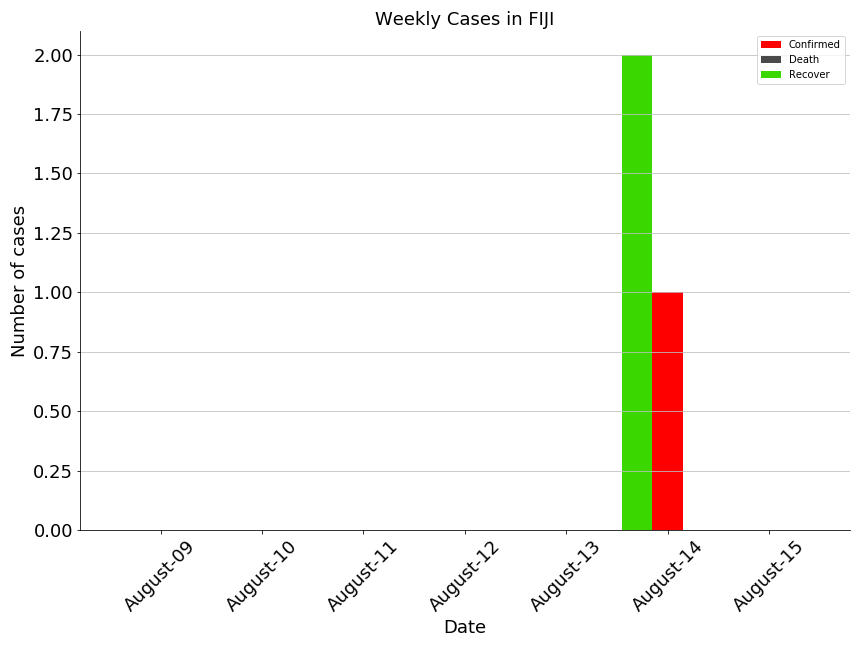 Weekly Cases in FIJI
Confirmed
Death
Recover
Number of cases
2.00
1.75
1.50
1.25
1.00
0.75
0.50
0.25
0.00
August-09
August-10
August-11
August-12
August-13
August-14
August-15
Date